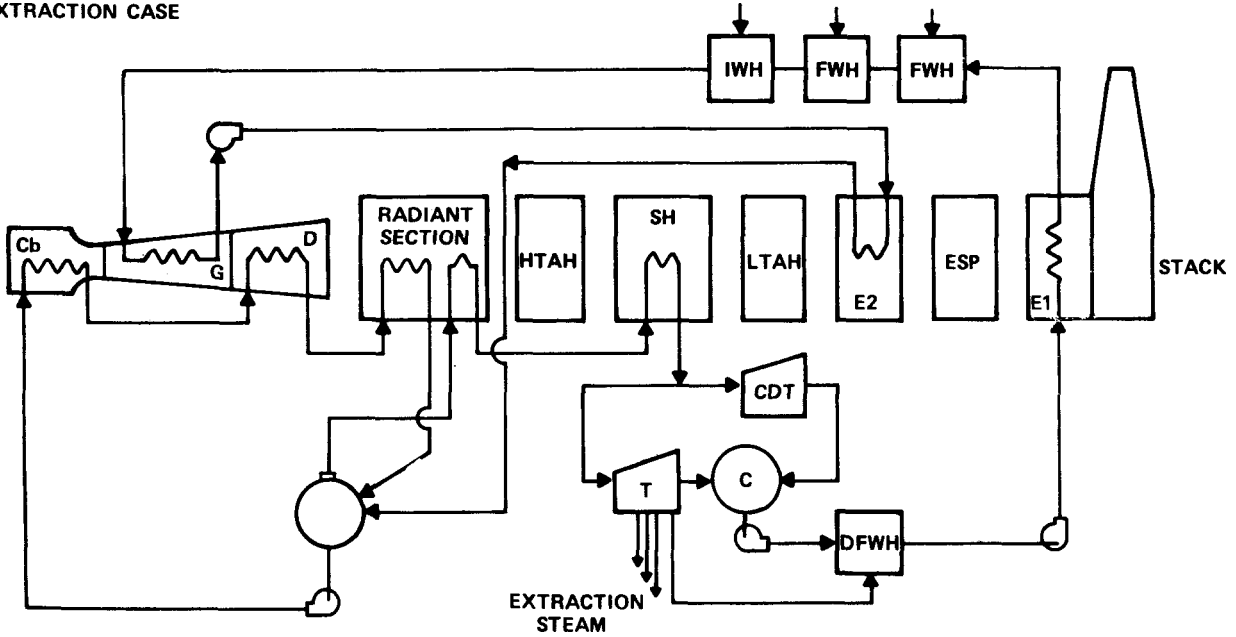 XTRACTION CASE
IWH
FWH
FWH
Cb
G
D
RADIANT
SECTION
HTAH
SH
LTAH
E2
ESP
E1
STACK
CDT
T
C
DFWH
EXTRACTION
STEAM